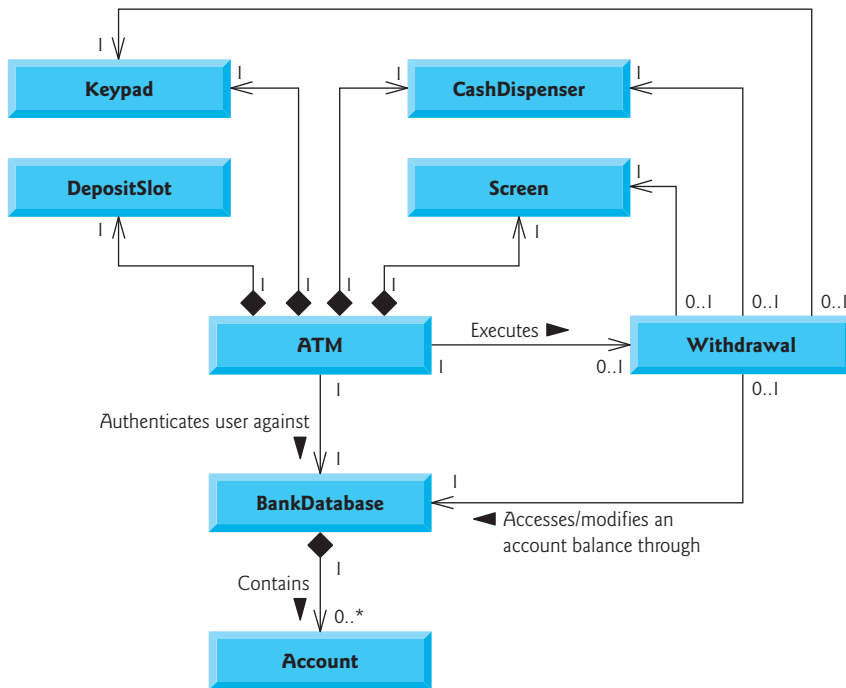 1
Keypad
1
1
CashDispenser
1
DepositSlot
1
Screen
1
1
1
1
1
1
1
0..1
0..1
0..1
ATM
Executes
Withdrawal
1
0..1
1
0..1
Authenticates user against
1
1
BankDatabase
Accesses/modifies an
account balance through
1
Contains
0..*
Account